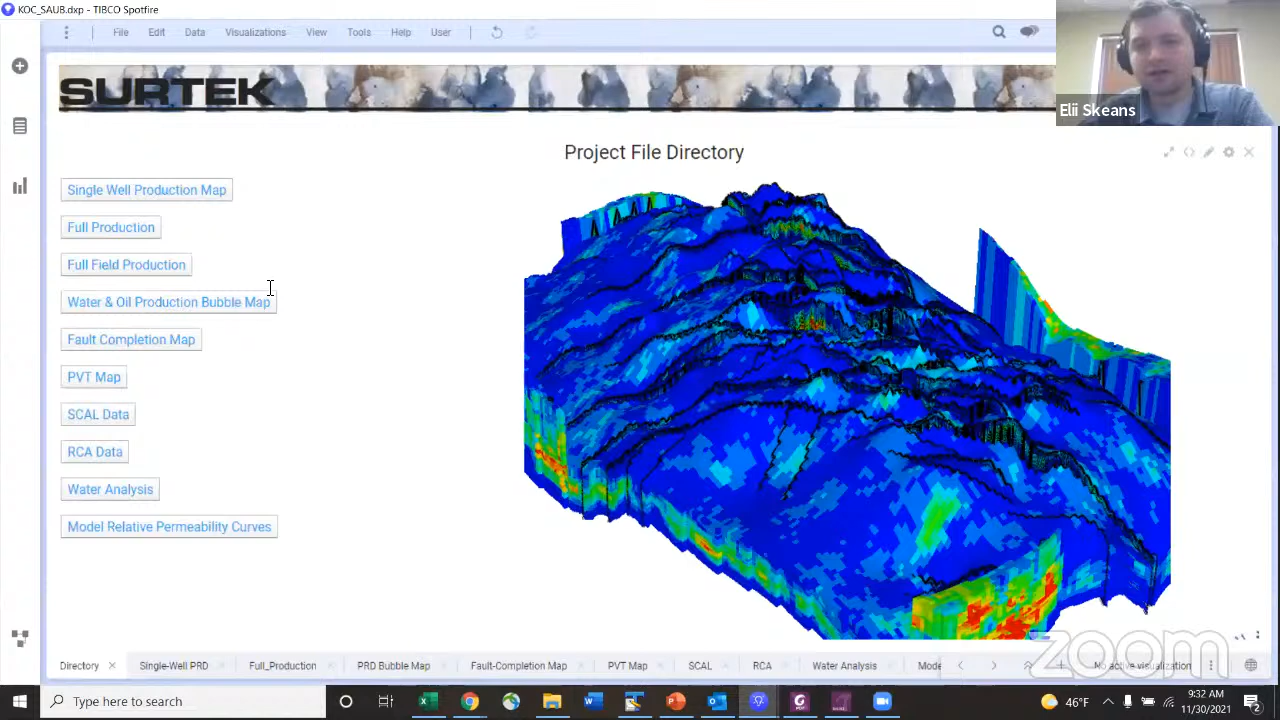 KOC_SAUB.dxp - TIBCO Spotfire
File Edit Data Visualizations View Tools Help User
SURTEK
Elii Skeans
Project File Directory
Single Well Production Map
Full Production
Full Field Production
Water & Oil Production Bubble Map
Fault Completion Map
PVT Map
SCAL Data
RCA Data
Water Analysis
Model Relative Permeability Curves
zoom
Directory Single-Well PRD Full_Production PRD Bubble Map Fault-Completion Map PVT Map SCAL RCA Water Analysis Mode No active visualization
Type here to search
46°F
9:32 AM
11/30/2021
2